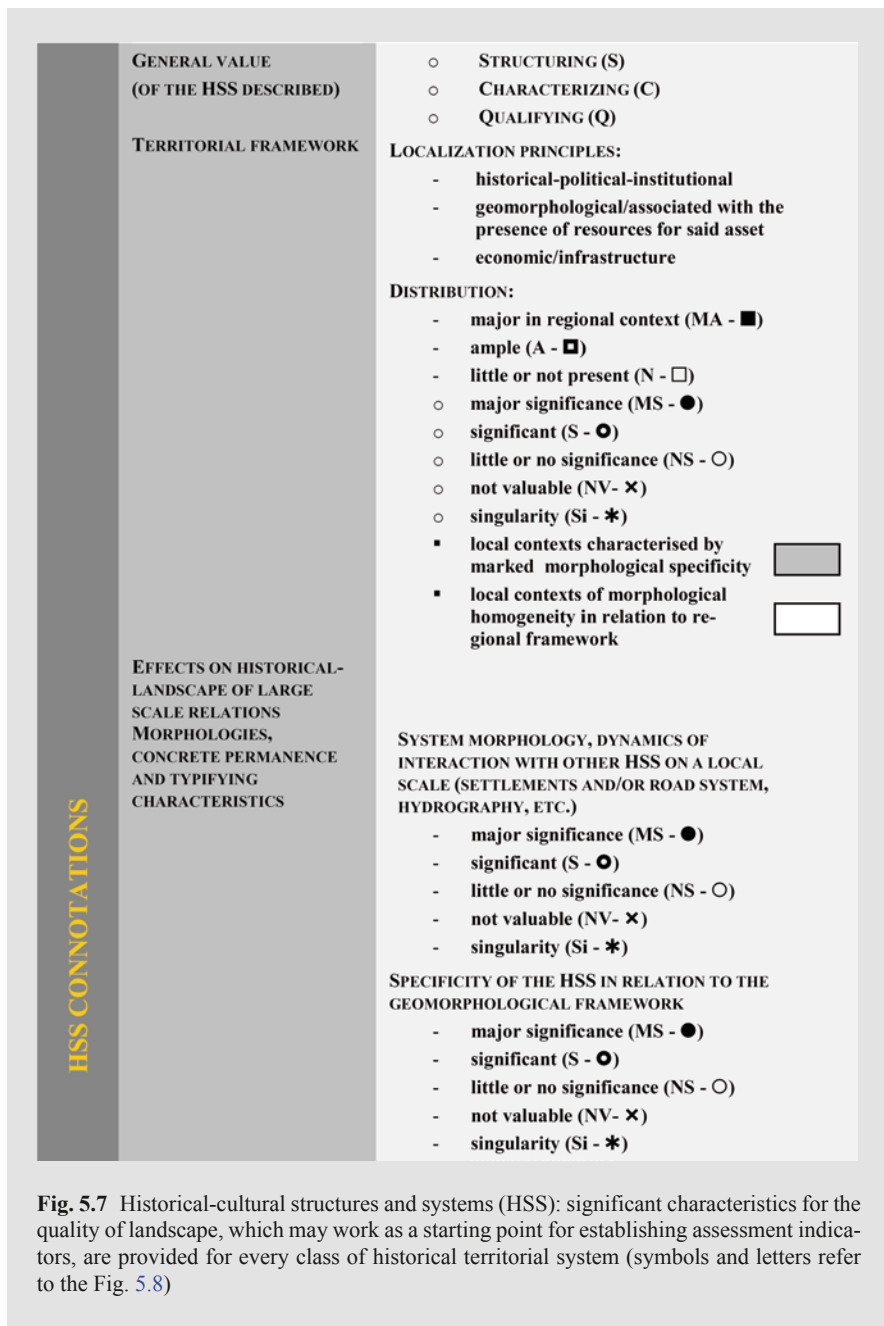 GENERAL VALUE
(OF THE HSS DESCRIBED)
○ STRUCTURING (S)
○ CHARACTERIZING (C)
○ QUALIFYING (Q)
TERRITORIAL FRAMEWORK
LOCALIZATION PRINCIPLES:
- historical-political-institutional
- geomorphological/associated with the
presence of resources for said asset
- economic/infrastructure
DISTRIBUTION:
- major in regional context (MA - ■)
- ample (A - ◘)
- little or not present (N - □)
○ major significance (MS - ●)
○ significant (S - ✪)
○ little or no significance (NS - ○)
○ not valuable (NV- ×)
○ singularity (Si - ∗)
▪ local contexts characterised by
marked morphological specificity
▪ local contexts of morphological
homogeneity in relation to re-
gional framework
EFFECTS ON HISTORICAL-
LANDSCAPE OF LARGE
SCALE RELATIONS
MORPHOLOGIES,
CONCRETE PERMANENCE
AND TYPIFYING
CHARACTERISTICS
SYSTEM MORPHOLOGY, DYNAMICS OF
INTERACTION WITH OTHER HSS ON A LOCAL
SCALE (SETTLEMENTS AND/OR ROAD SYSTEM,
HYDROGRAPHY, ETC.)
- major significance (MS - ●)
- significant (S - ✪)
- little or no significance (NS - ○)
- not valuable (NV- ×)
- singularity (Si - ∗)
SPECIFICITY OF THE HSS IN RELATION TO THE
GEOMORPHOLOGICAL FRAMEWORK
- major significance (MS - ●)
- significant (S - ✪)
- little or no significance (NS - ○)
- not valuable (NV- ×)
- singularity (Si - ∗)
HSS CONNOTATIONS
Fig. 5.7 Historical-cultural structures and systems (HSS): significant characteristics for the
quality of landscape, which may work as a starting point for establishing assessment indica-
tors, are provided for every class of historical territorial system (symbols and letters refer
to the Fig. 5.8)